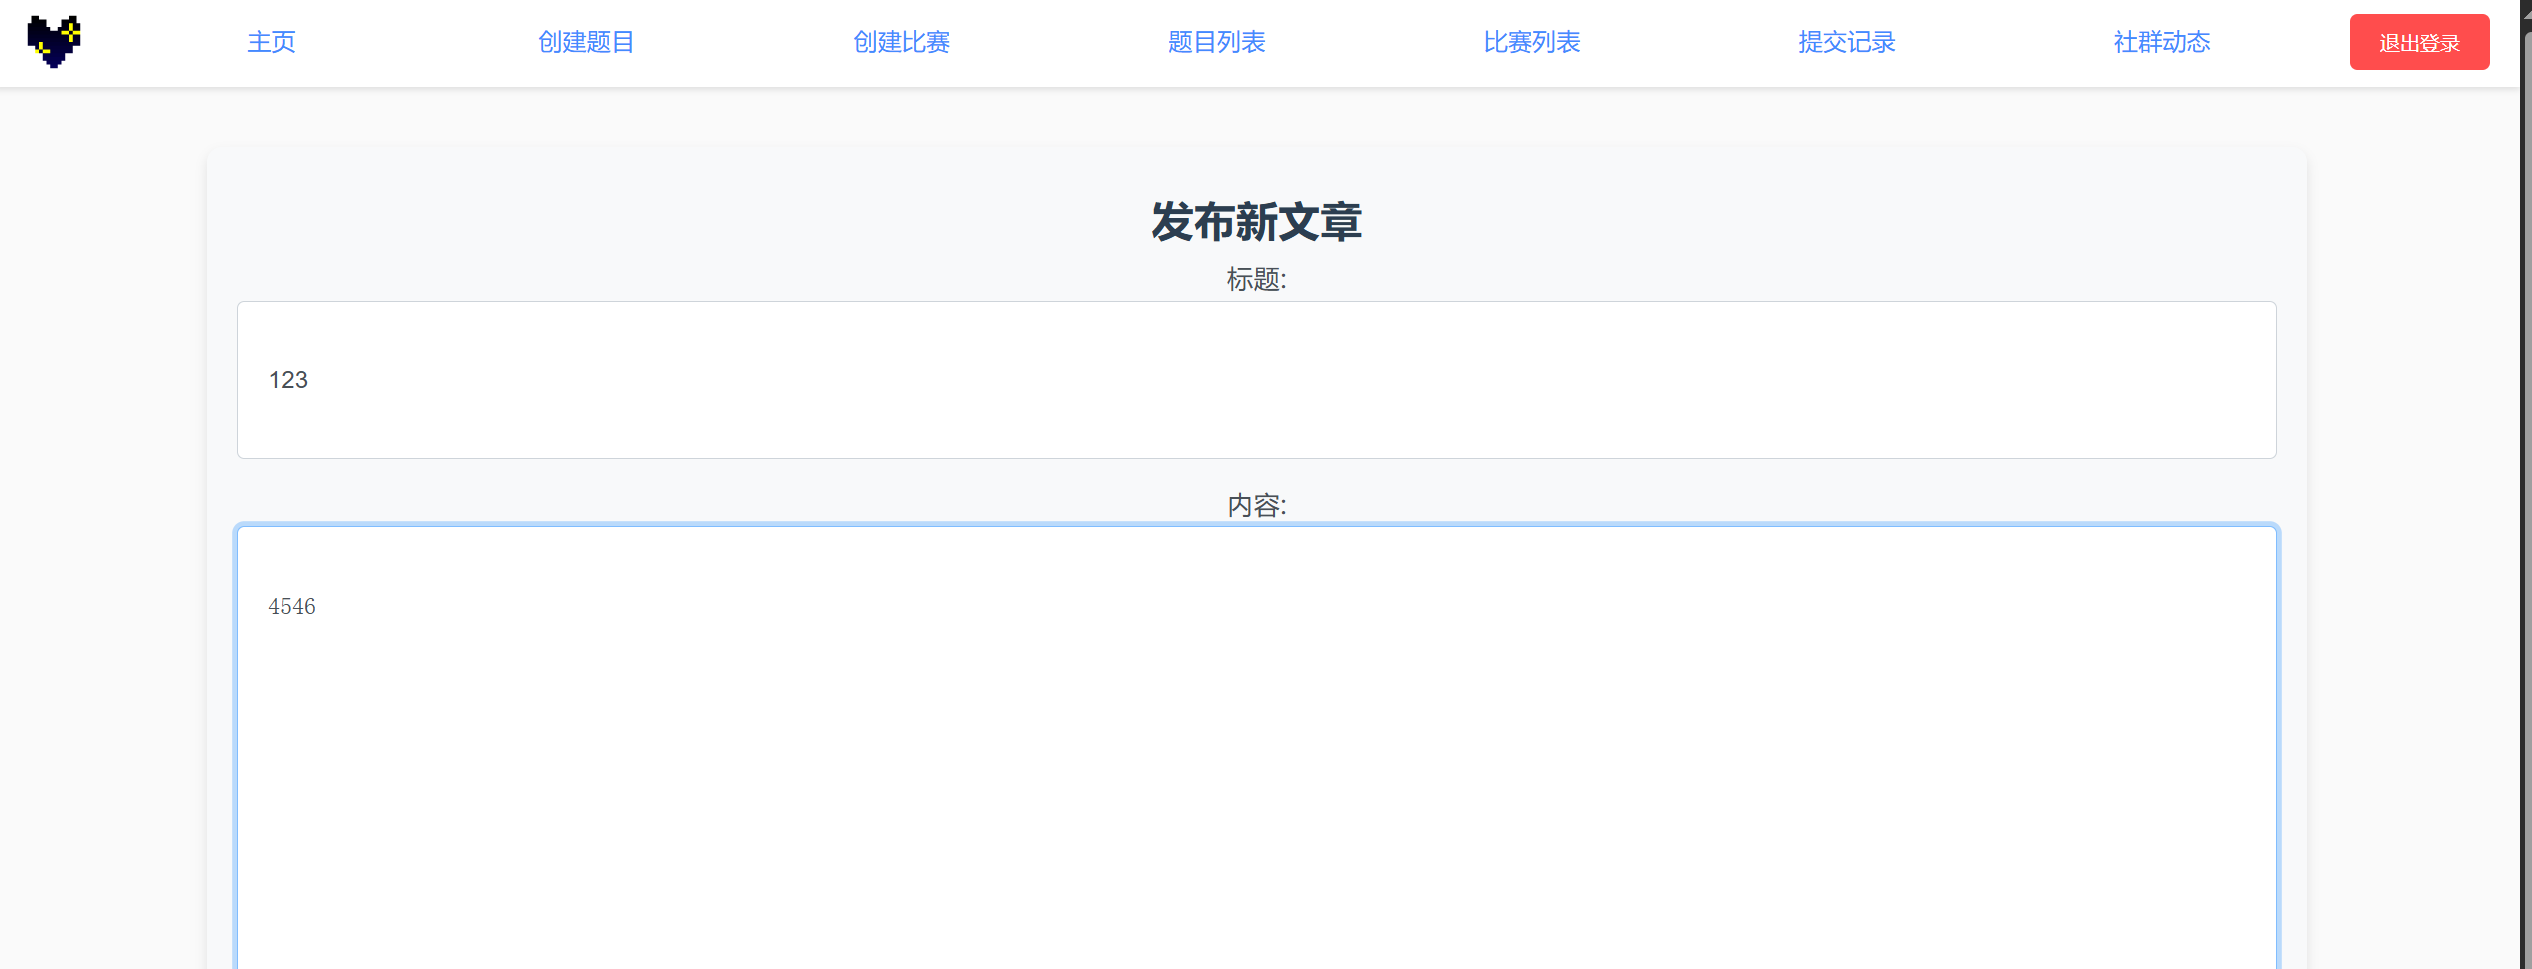 主页 创建题目 创建比赛 题目列表 比赛列表 提交记录 社群动态 退出登录
发布新文章
标题:
123
内容:
4546